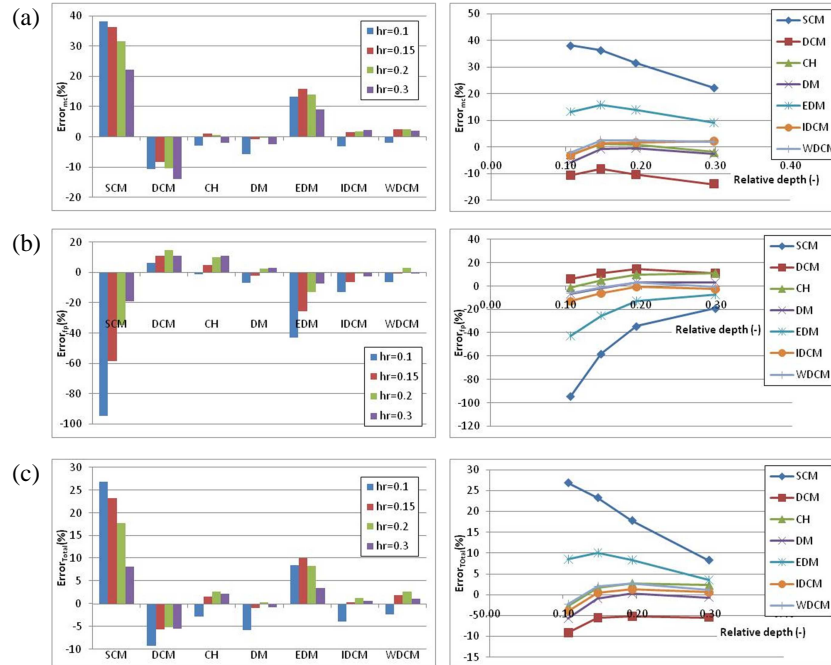 (a)
Error_mc(%)
50
40
30
20
10
0
-10
-20
SCM DCM CH DM EDM IDCM WDCM
hr=0.1
hr=0.15
hr=0.2
hr=0.3
Error_mc(%)
50
40
30
20
10
0
-10
-20
0.00 0.10 0.20 0.30 0.40
Relative depth (-)
SCM
DCM
CH
DM
EDM
IDCM
WDCM
(b)
Error_fp(%)
20
0
-20
-40
-60
-80
-100
SCM DCM CH DM EDM IDCM WDCM
hr=0.1
hr=0.15
hr=0.2
hr=0.3
Error_fp(%)
40
20
0
-20
-40
-60
-80
-100
-120
0.00 0.10 0.20 0.30
Relative depth (-)
SCM
DCM
CH
DM
EDM
IDCM
WDCM
(c)
Error_Total(%)
30
25
20
15
10
5
0
-5
-10
SCM DCM CH DM EDM IDCM WDCM
hr=0.1
hr=0.15
hr=0.2
hr=0.3
Error_Total(%)
30
25
20
15
10
5
0
-5
-10
-15
0.00 0.10 0.20 0.30 0.40
Relative depth (-)
SCM
DCM
CH
DM
EDM
IDCM
WDCM